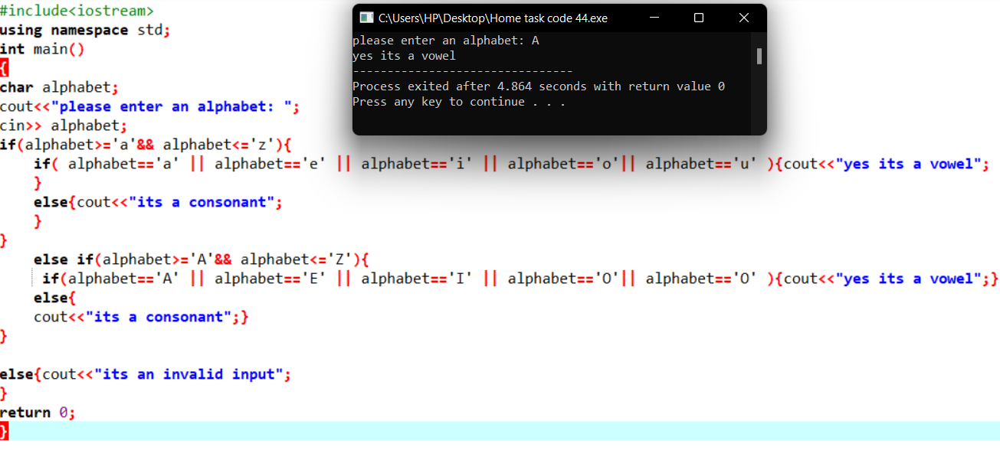 #include<iostream>
using namespace std;
int main()
{
char alphabet;
cout<<"please enter an alphabet: ";
cin>> alphabet;
if(alphabet>='a'&& alphabet<='z'){
if( alphabet=='a' || alphabet=='e' || alphabet=='i' || alphabet=='o'|| alphabet=='u' ){cout<<"yes its a vowel";
}
else{cout<<"its a consonant";
}
}
else if(alphabet>='A'&& alphabet<='Z'){
if(alphabet=='A' || alphabet=='E' || alphabet=='I' || alphabet=='O'|| alphabet=='O' ){cout<<"yes its a vowel";}
else{
cout<<"its a consonant";}
}
else{cout<<"its an invalid input";
}
return 0;
}
C:\Users\HP\Desktop\Home task code 44.exe
please enter an alphabet: A
yes its a vowel
--------------------------------
Process exited after 4.864 seconds with return value 0
Press any key to continue . . .